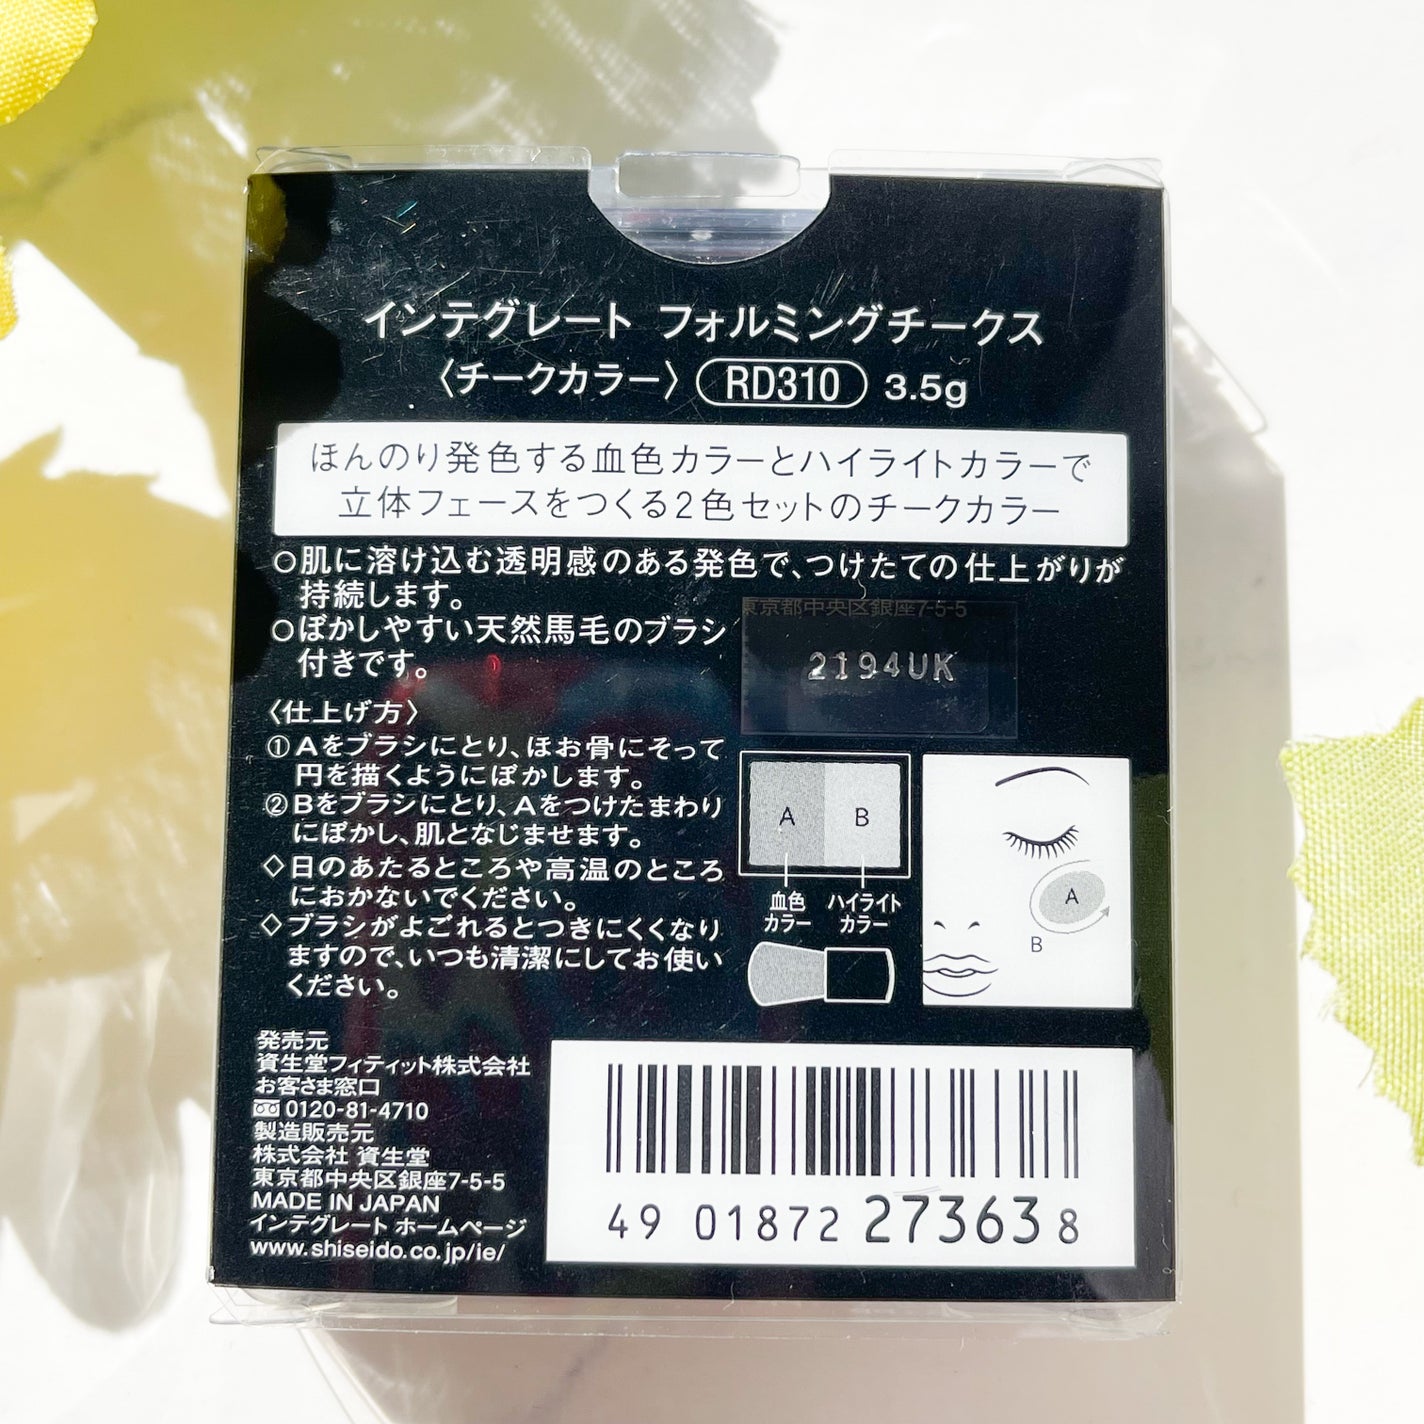 インテグレート フォルミングチークス
〈チークカラー〉 RD310 3.5g
ほんのり発色する血色カラーとハイライトカラーで
立体フェースをつくる2色セットのチークカラー
○肌に溶け込む透明感のある発色で、つけたての仕上がりが
持続します。
○ぼかしやすい天然馬毛のブラシ
付きです。
東京都中央区銀座7-5-5
2194UK
〈仕上げ方〉
①Aをブラシにとり、ほお骨にそって
円を描くようにぼかします。
②Bをブラシにとり、Aをつけたまわり
にぼかし、肌となじませます。
◇日のあたるところや高温のところ
におかないでください。
◇ブラシがよごれるとつきにくくなり
ますので、いつも清潔にしてお使い
ください。
A B
血色
カラー
ハイライト
カラー
A
B
発売元
資生堂フィティット株式会社
お客さま窓口
0120-81-4710
製造販売元
株式会社 資生堂
東京都中央区銀座7-5-5
MADE IN JAPAN
インテグレート ホームページ
www.shiseido.co.jp/ie/
49 01872 27363 8